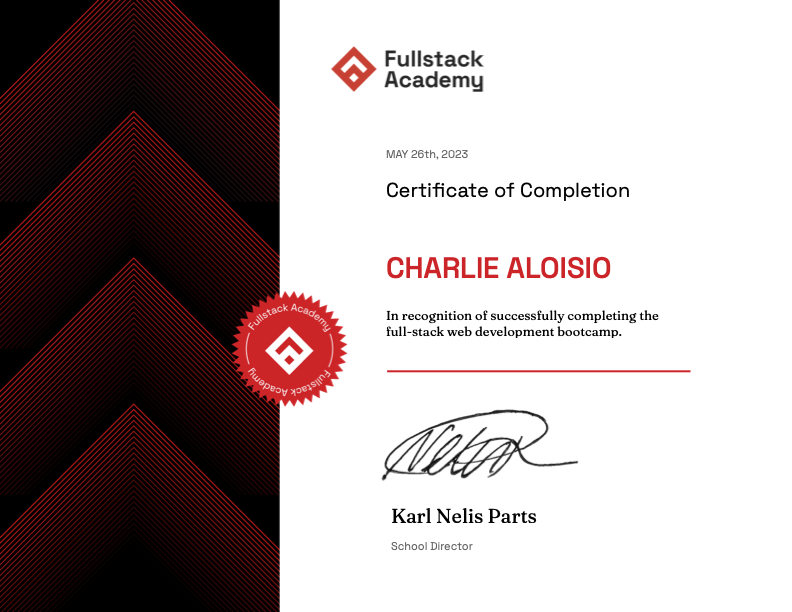 Fullstack
Academy
MAY 26th, 2023
Certificate of Completion
CHARLIE ALOISIO
In recognition of successfully completing the
full-stack web development bootcamp.
Fullstack Academy
Fullstack Academy
Karl Nelis Parts
School Director